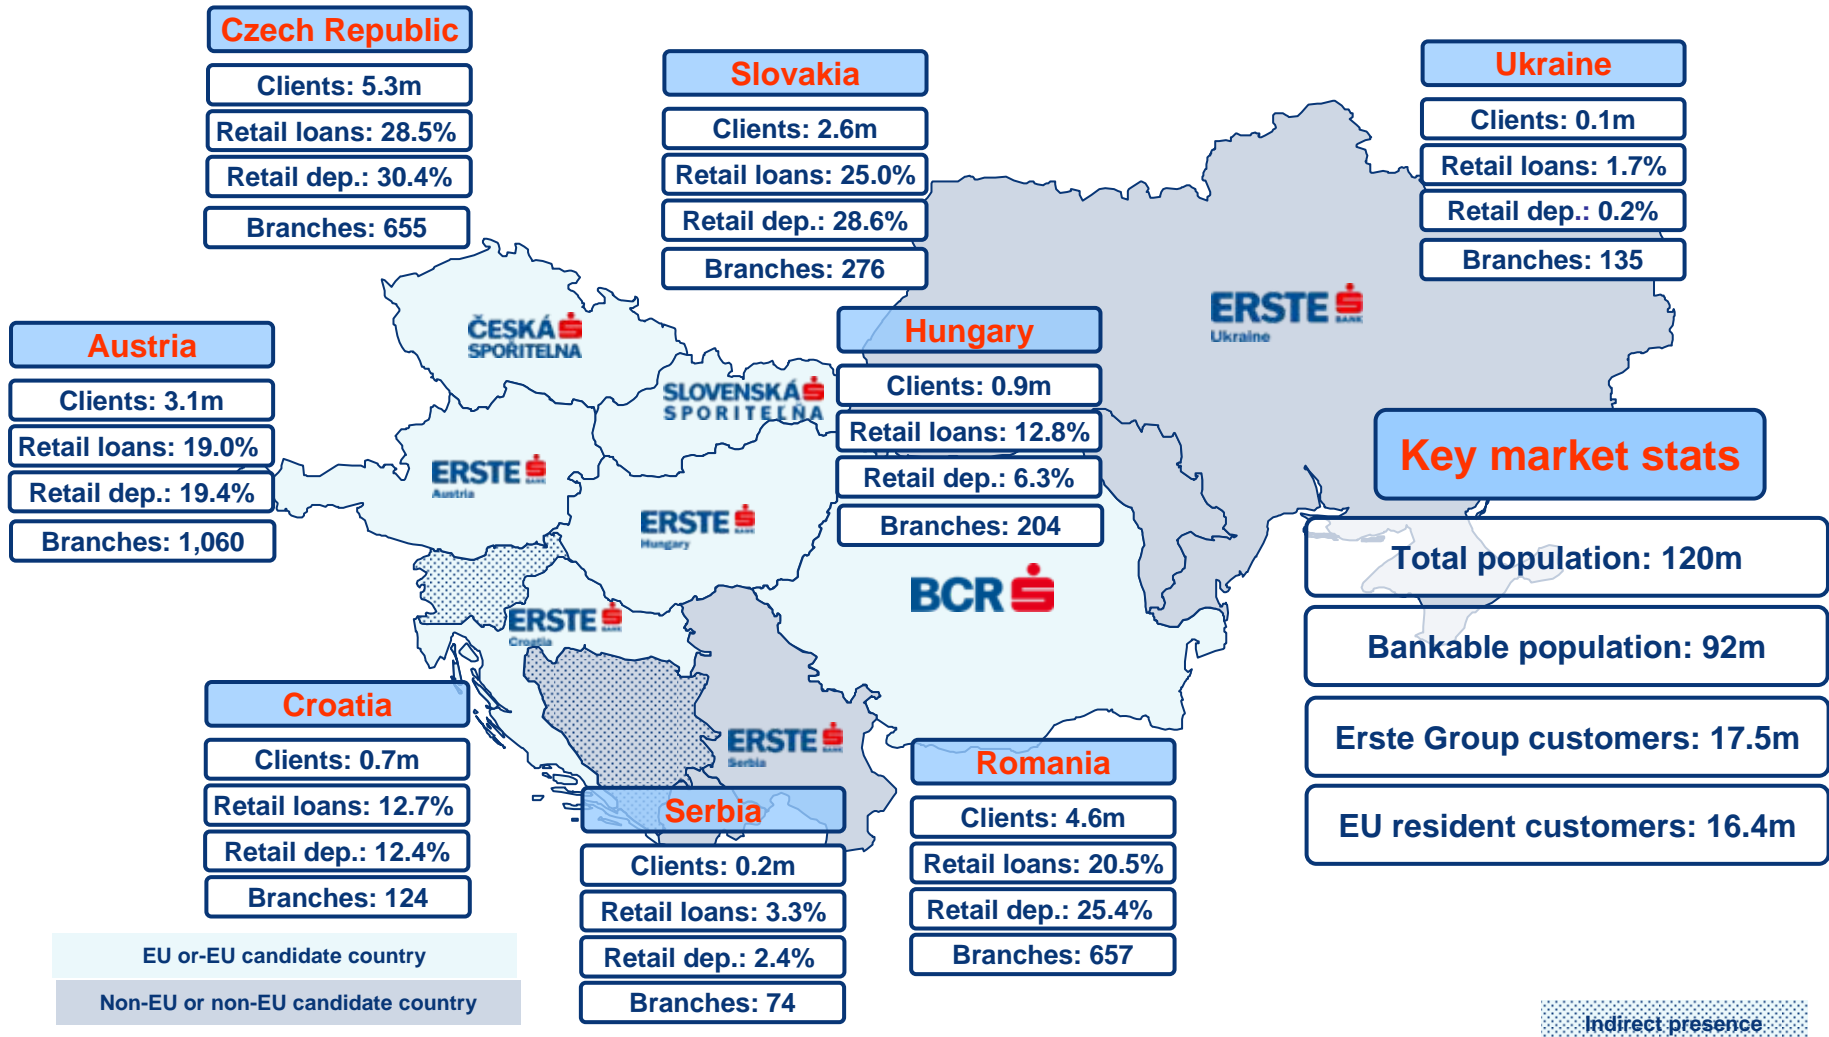 Czech Republic
Clients: 5.3m
Retail loans: 28.5%
Retail dep.: 30.4%
Branches: 655
Slovakia
Clients: 2.6m
Retail loans: 25.0%
Retail dep.: 28.6%
Branches: 276
Ukraine
Clients: 0.1m
Retail loans: 1.7%
Retail dep.: 0.2%
Branches: 135
Austria
Clients: 3.1m
Retail loans: 19.0%
Retail dep.: 19.4%
Branches: 1,060
ČESKÁ
SPOŘITELNA
SLOVENSKÁ
SPORITEĽŇA
Hungary
Clients: 0.9m
Retail loans: 12.8%
Retail dep.: 6.3%
Branches: 204
ERSTE
BANK
Ukraine
ERSTE
BANK
Austria
ERSTE
BANK
Hungary
BCR
ERSTE
BANK
Croatia
ERSTE
BANK
Serbia
Key market stats
Total population: 120m
Bankable population: 92m
Erste Group customers: 17.5m
EU resident customers: 16.4m
Croatia
Clients: 0.7m
Retail loans: 12.7%
Retail dep.: 12.4%
Branches: 124
Serbia
Clients: 0.2m
Retail loans: 3.3%
Retail dep.: 2.4%
Branches: 74
Romania
Clients: 4.6m
Retail loans: 20.5%
Retail dep.: 25.4%
Branches: 657
EU or-EU candidate country
Non-EU or non-EU candidate country
Indirect presence